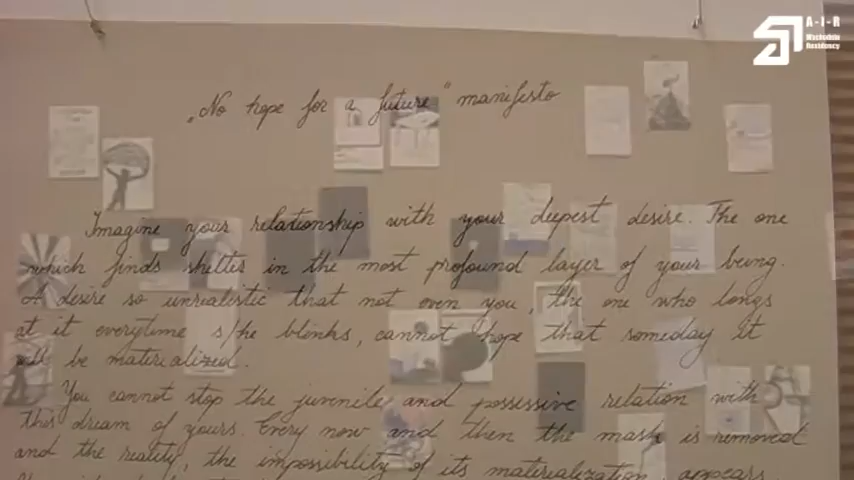 A-I-R
Wschodnia
Residency
„No hope for a future" manifesto
Imagine your relationship with your deepest desire. The one
which finds shelter in the most profound layer of your being.
A desire so unrealistic that not even you, the one who longs
at it everytime s/he blinks, cannot hope that someday it
will be materialized.
You cannot stop the juvenile and possessive relation with
this dream of yours. Every now and then the mask is removed
and the reality, the impossibility of its materialization appears.